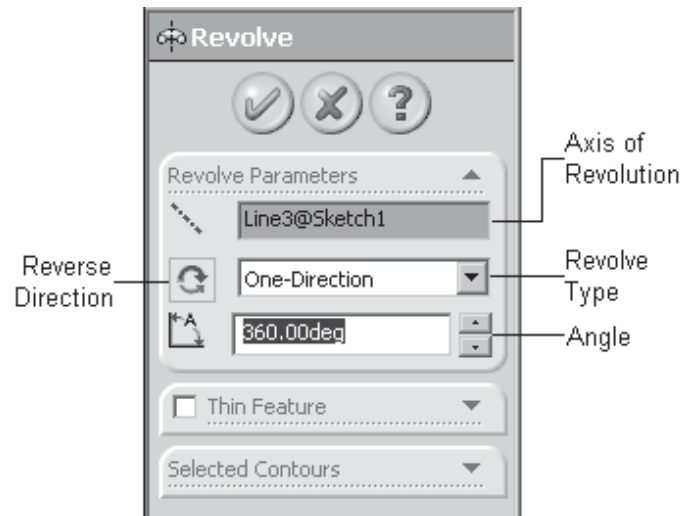 Revolve
?
Revolve Parameters
Line3@Sketch1
One-Direction
A
360.00deg
Thin Feature
Selected Contours
Axis of
Revolution
Reverse
Direction
Revolve
Type
Angle